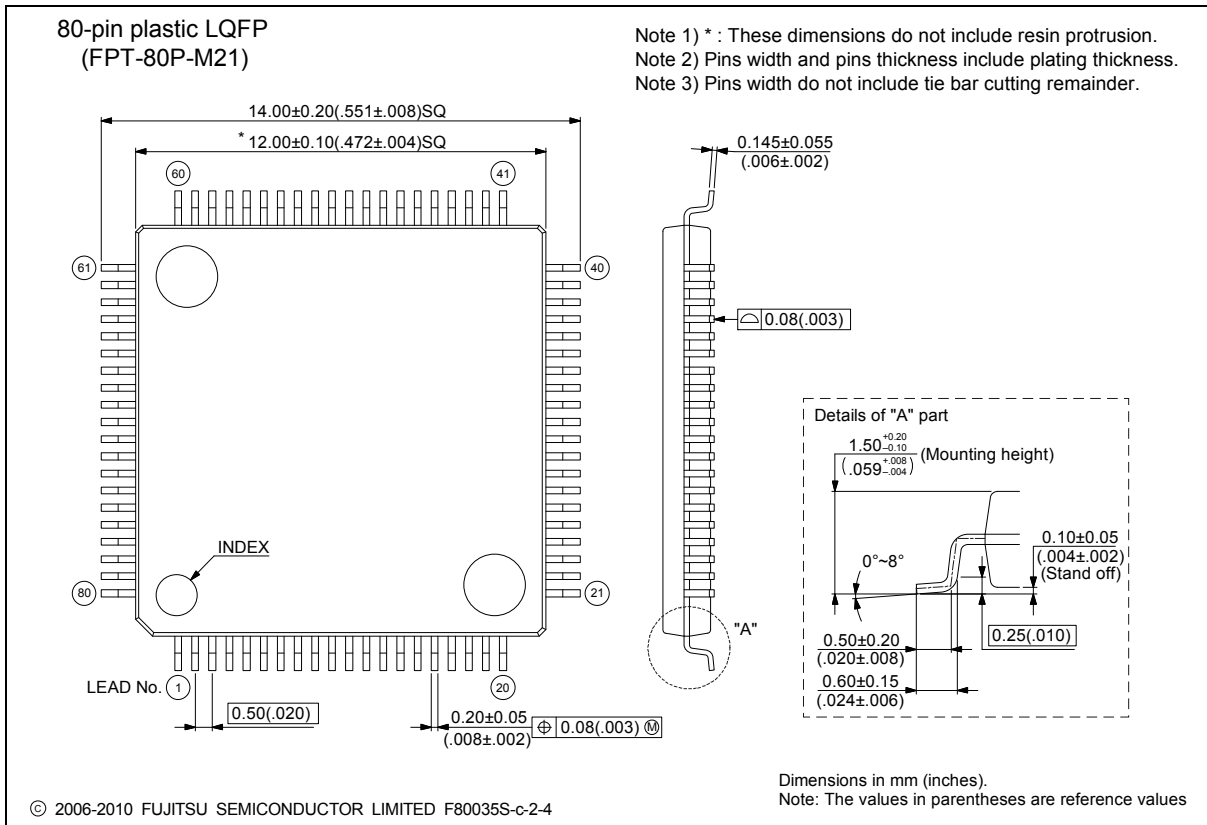 80-pin plastic LQFP
(FPT-80P-M21)
Note 1) * : These dimensions do not include resin protrusion.
Note 2) Pins width and pins thickness include plating thickness.
Note 3) Pins width do not include tie bar cutting remainder.
14.00±0.20(.551±.008)SQ
* 12.00±0.10(.472±.004)SQ
60
41
61
40
80
21
INDEX
LEAD No. 1
20
0.50(.020)
0.20±0.05
(.008±.002)
⌖ 0.08(.003) Ⓜ
0.145±0.055
(.006±.002)
⌓ 0.08(.003)
"A"
Details of "A" part
1.50 +0.20 –0.10
(.059 +.008 –.004)
(Mounting height)
0°~8°
0.10±0.05
(.004±.002)
(Stand off)
0.25(.010)
0.50±0.20
(.020±.008)
0.60±0.15
(.024±.006)
© 2006-2010 FUJITSU SEMICONDUCTOR LIMITED F80035S-c-2-4
Dimensions in mm (inches).
Note: The values in parentheses are reference values